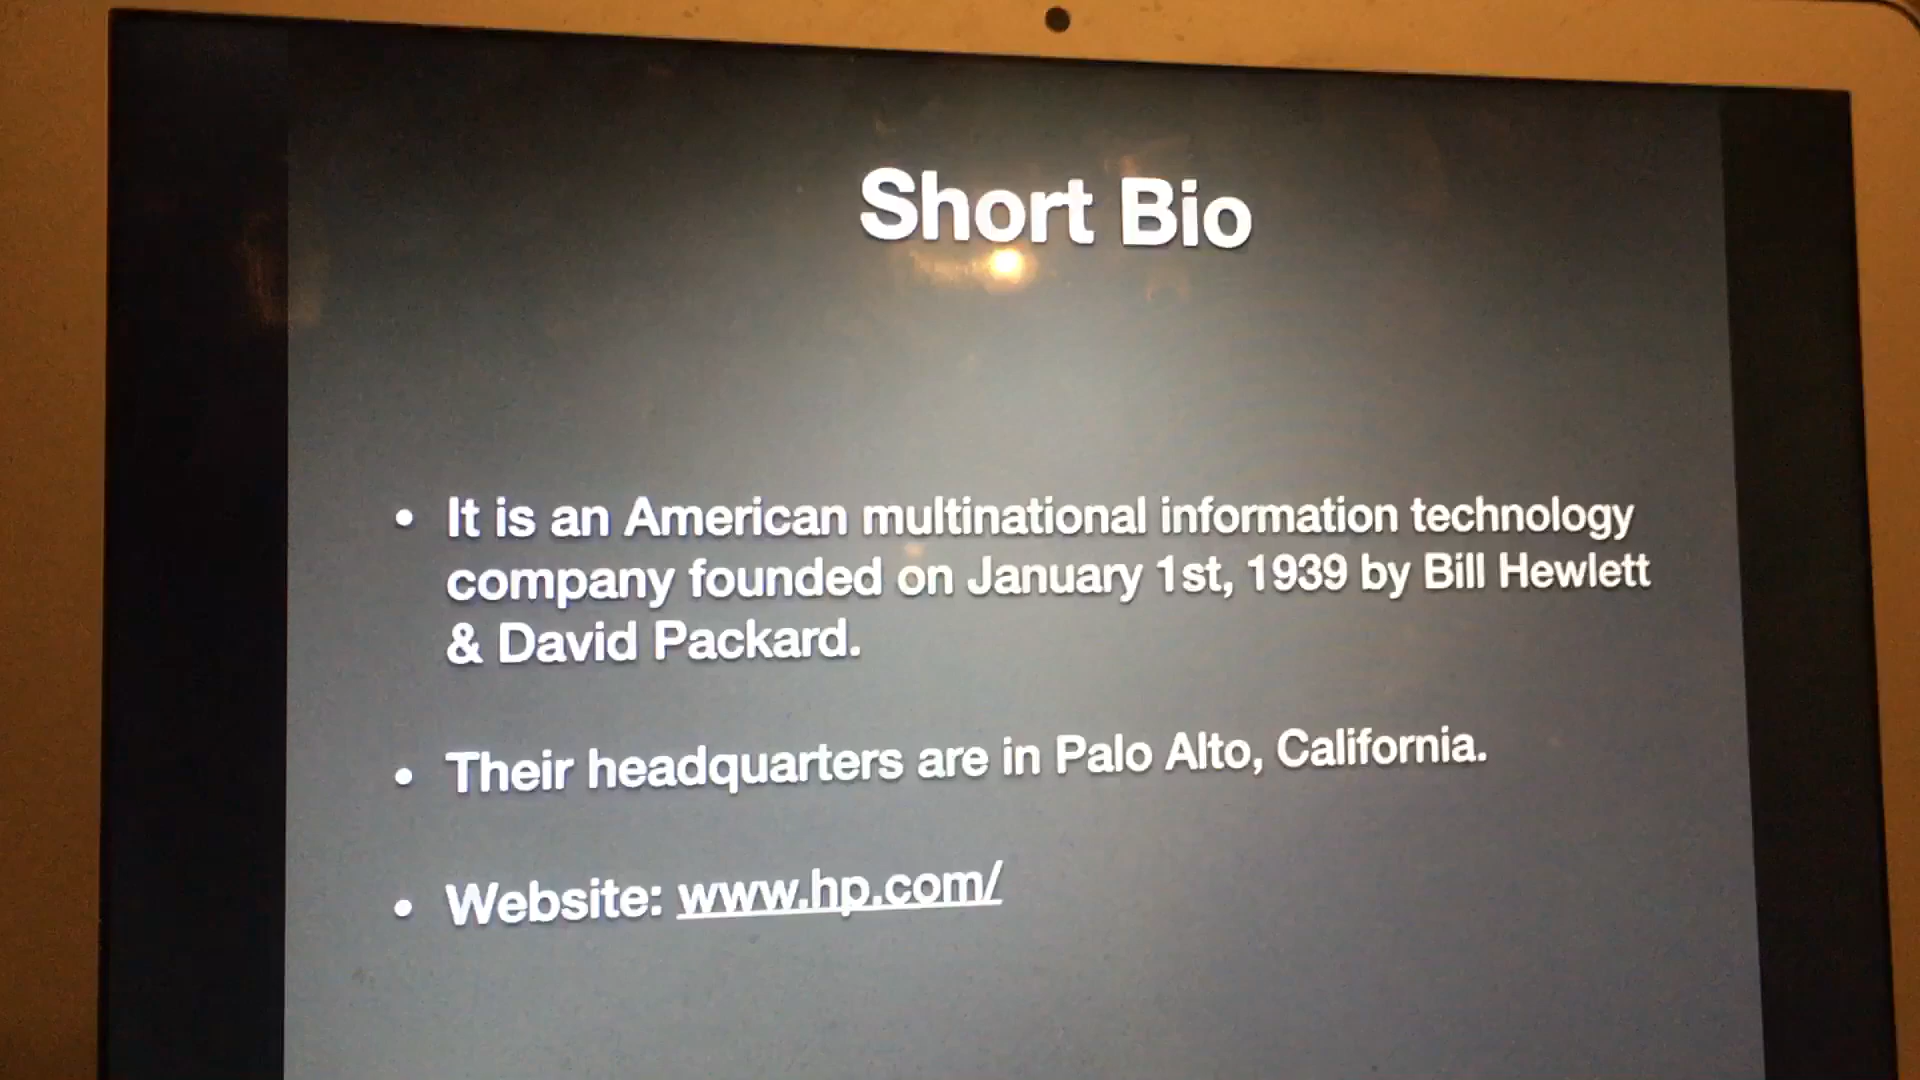 Short Bio
• It is an American multinational information technology
company founded on January 1st, 1939 by Bill Hewlett
& David Packard.
• Their headquarters are in Palo Alto, California.
• Website: www.hp.com/